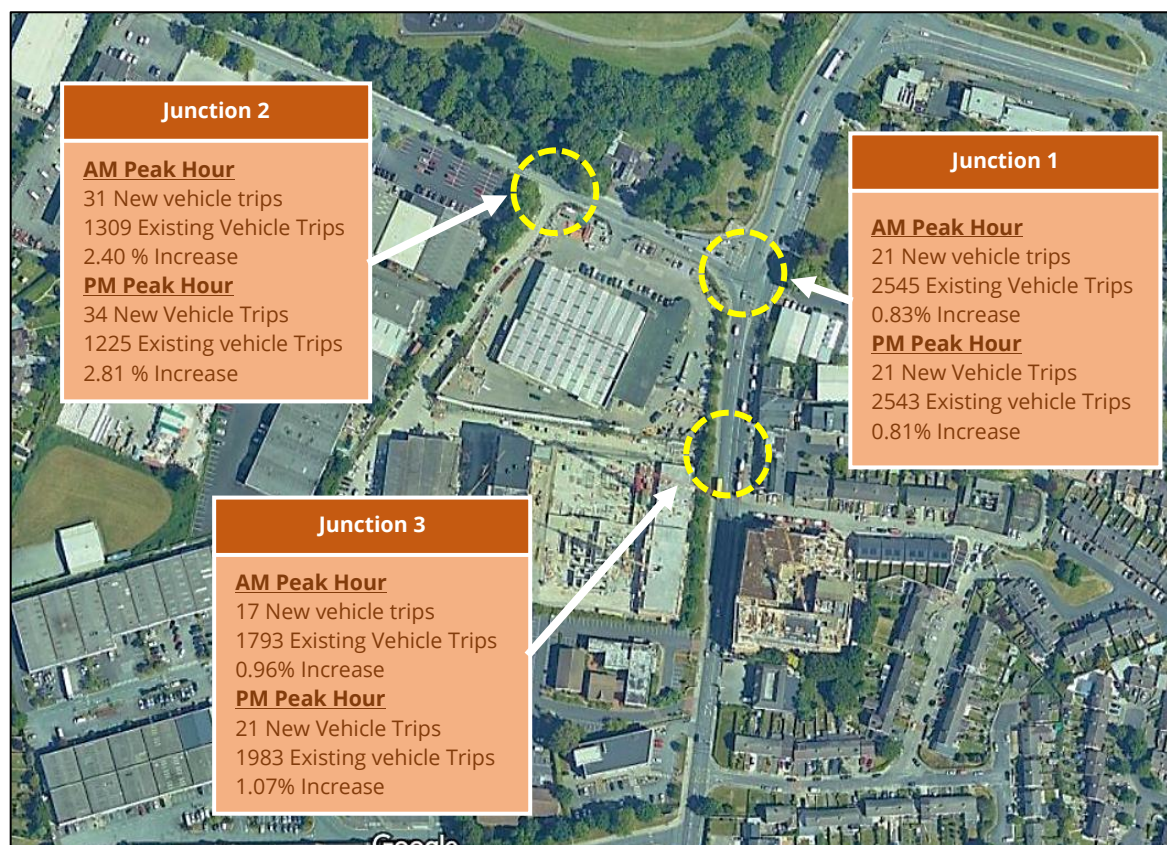 Junction 2
AM Peak Hour
31 New vehicle trips
1309 Existing Vehicle Trips
2.40 % Increase
PM Peak Hour
34 New Vehicle Trips
1225 Existing vehicle Trips
2.81 % Increase
Junction 1
AM Peak Hour
21 New vehicle trips
2545 Existing Vehicle Trips
0.83% Increase
PM Peak Hour
21 New Vehicle Trips
2543 Existing vehicle Trips
0.81% Increase
Junction 3
AM Peak Hour
17 New vehicle trips
1793 Existing Vehicle Trips
0.96% Increase
PM Peak Hour
21 New Vehicle Trips
1983 Existing vehicle Trips
1.07% Increase
Google